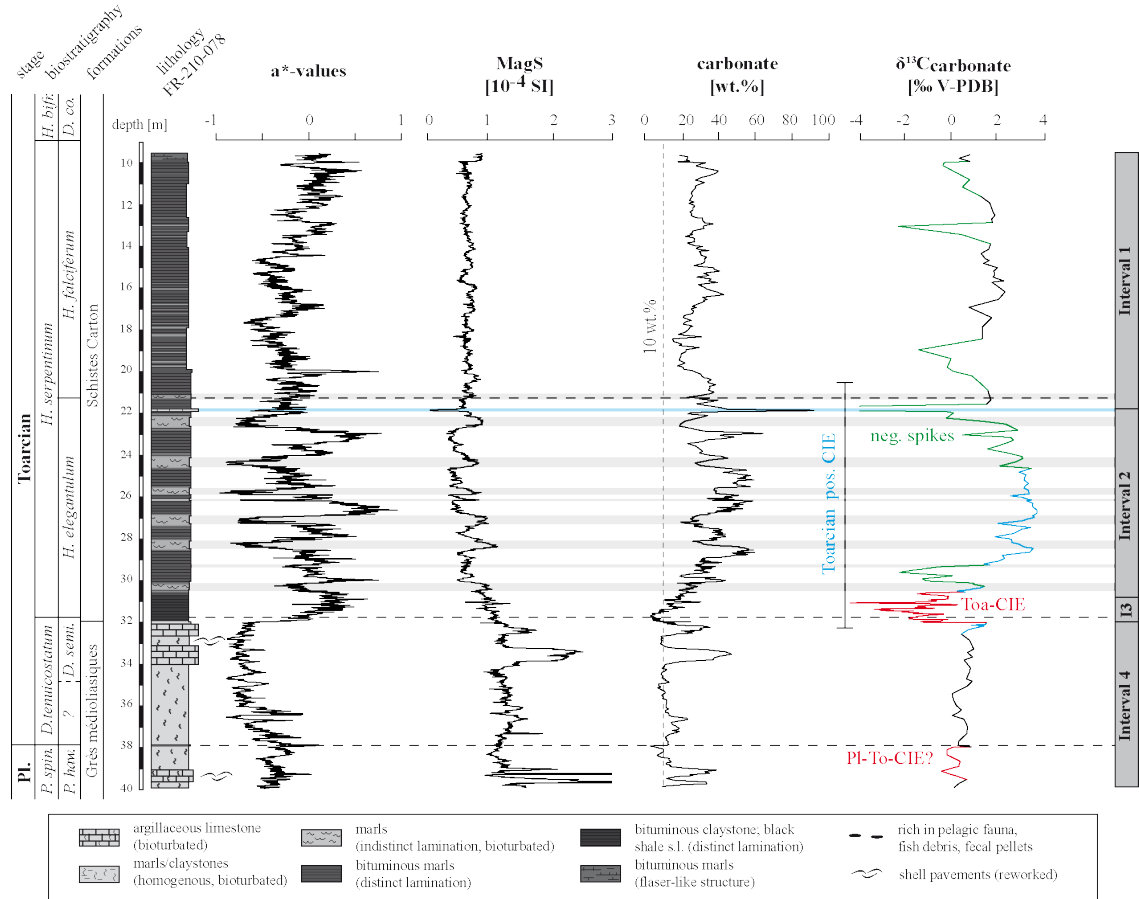 stage
biostratigraphy
formations
lithology
FR-210-078
a*-values
MagS
[10⁻⁴ SI]
carbonate
[wt.%]
δ¹³Ccarbonate
[‰ V-PDB]
depth [m]
-1 0 1
0 1 2 3
0 20 40 60 80 100
-4 -2 0 2 4
10
12
14
16
18
20
22
24
26
28
30
32
34
36
38
40
Toarcian
Pl.
H. bifr.
H. serpentinum
D.tenuicostatum
P. spin.
D. co.
H. falciferum
H. elegantulum
D. semi.
?
P. haw.
Schistes Carton
Grès médioliasiques
10 wt.%
Toarcian pos. CIE
neg. spikes
Toa-CIE
Pl-To-CIE?
Interval 1
Interval 2
I3
Interval 4
argillaceous limestone
(bioturbated)
marls/claystones
(homogenous, bioturbated)
marls
(indistinct lamination, bioturbated)
bituminous marls
(distinct lamination)
bituminous claystone; black
shale s.l. (distinct lamination)
bituminous marls
(flaser-like structure)
rich in pelagic fauna,
fish debris, fecal pellets
shell pavements (reworked)